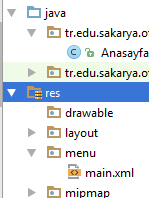 java
tr.edu.sakarya.o
Anasayfa
tr.edu.sakarya.o
res
drawable
layout
menu
main.xml
mipmap